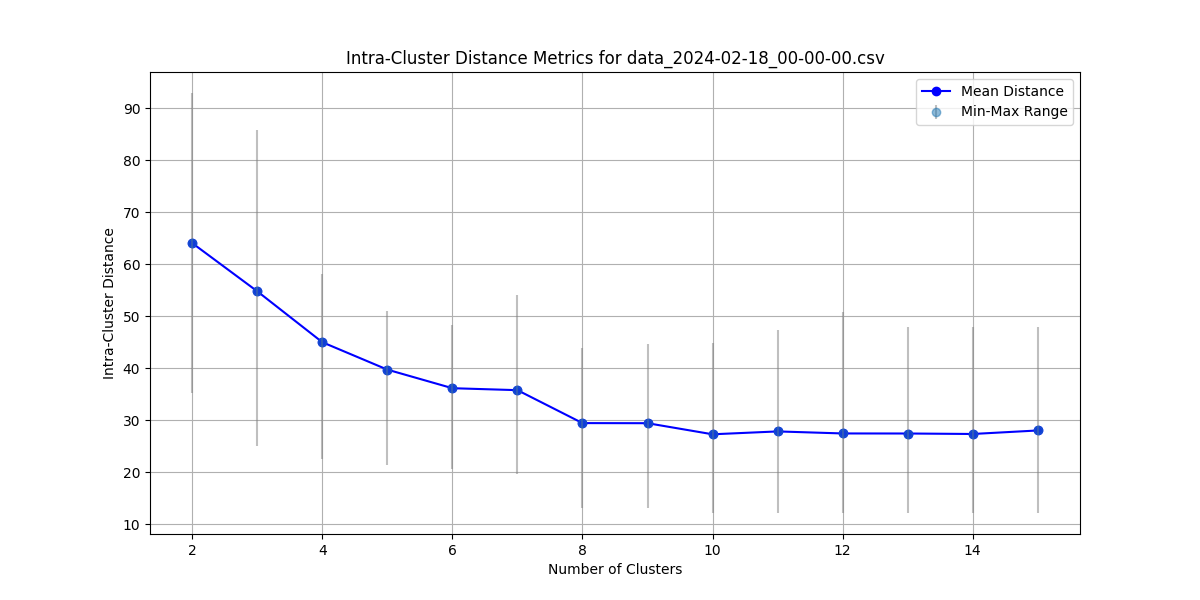 Intra-Cluster Distance Metrics for data_2024-02-18_00-00-00.csv
Mean Distance
Min-Max Range
90
80
70
60
50
40
30
20
10
Intra-Cluster Distance
2 4 6 8 10 12 14
Number of Clusters